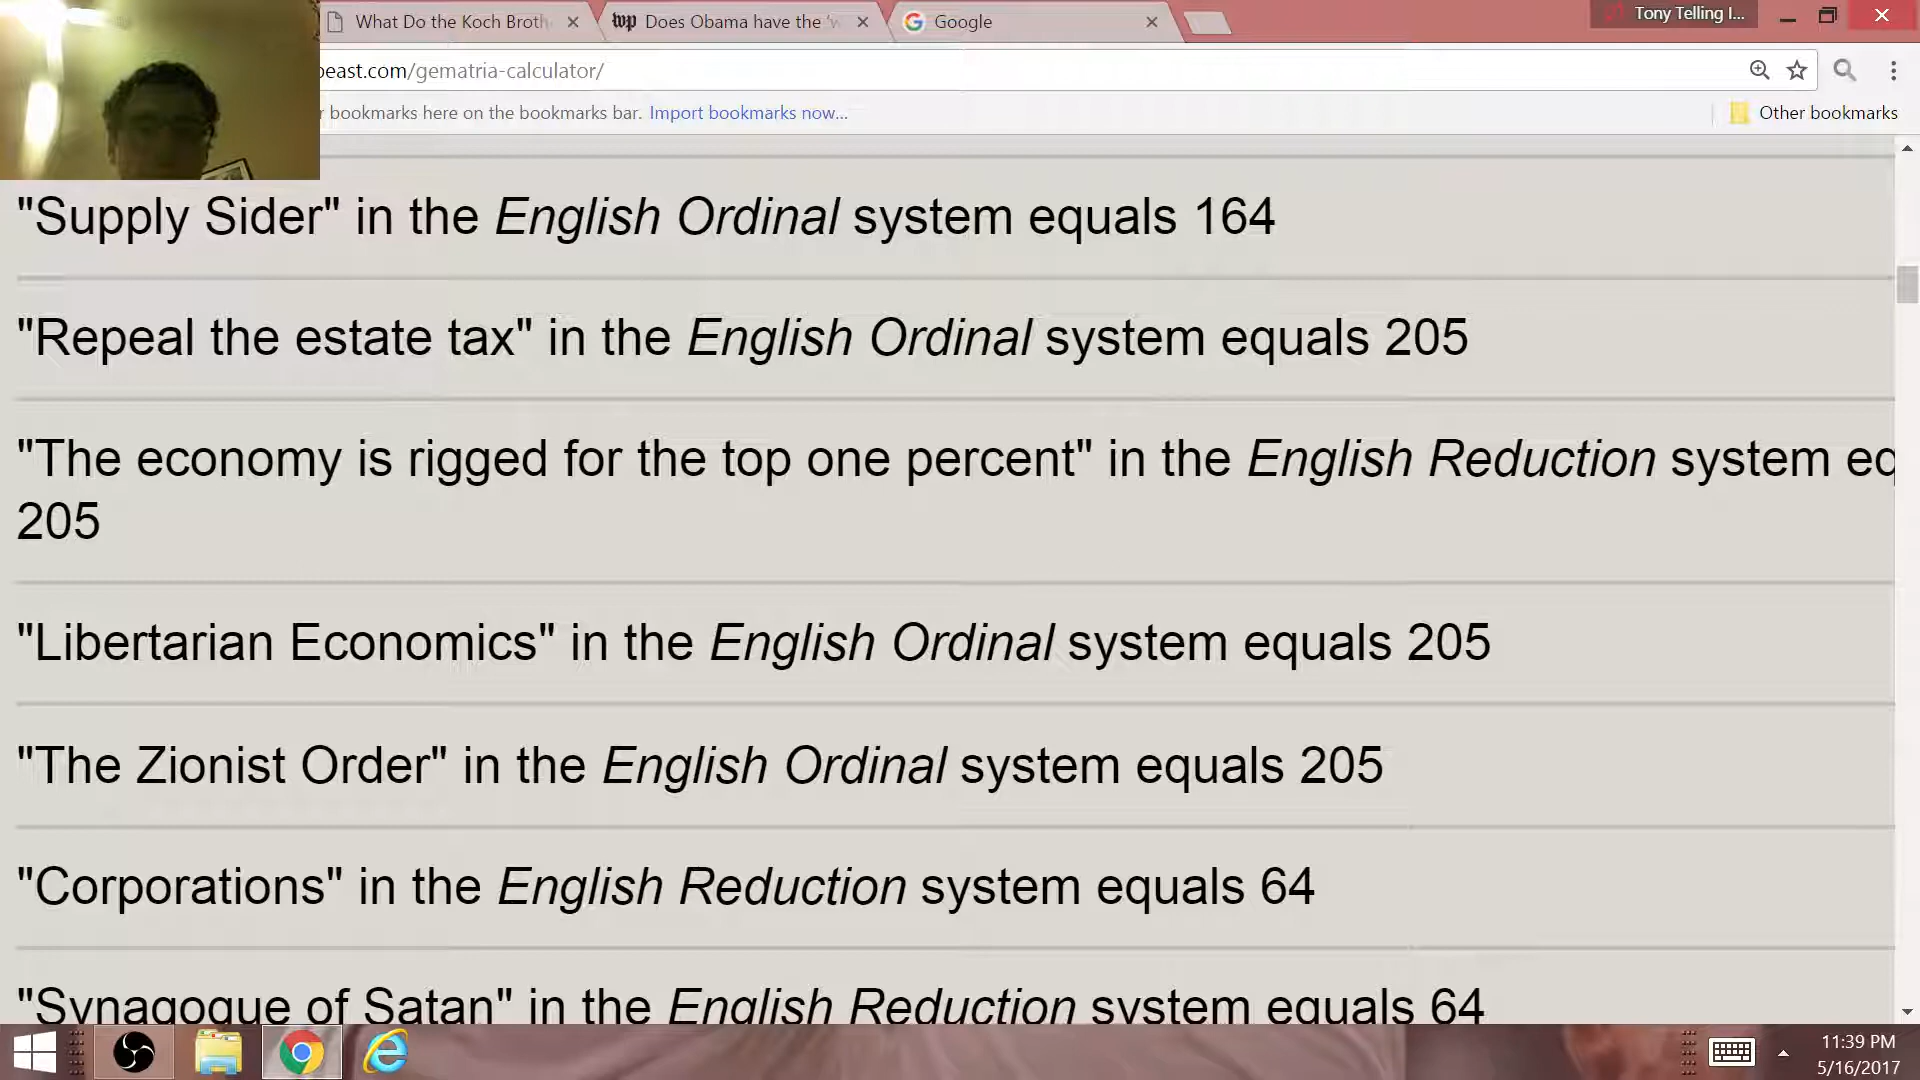 What Do the Koch Broth
wp Does Obama have the 'w
Google
Tony Telling I...
beast.com/gematria-calculator/
r bookmarks here on the bookmarks bar. Import bookmarks now...
Other bookmarks
"Supply Sider" in the English Ordinal system equals 164
"Repeal the estate tax" in the English Ordinal system equals 205
"The economy is rigged for the top one percent" in the English Reduction system eq
205
"Libertarian Economics" in the English Ordinal system equals 205
"The Zionist Order" in the English Ordinal system equals 205
"Corporations" in the English Reduction system equals 64
"Synagogue of Satan" in the English Reduction system equals 64
11:39 PM
5/16/2017